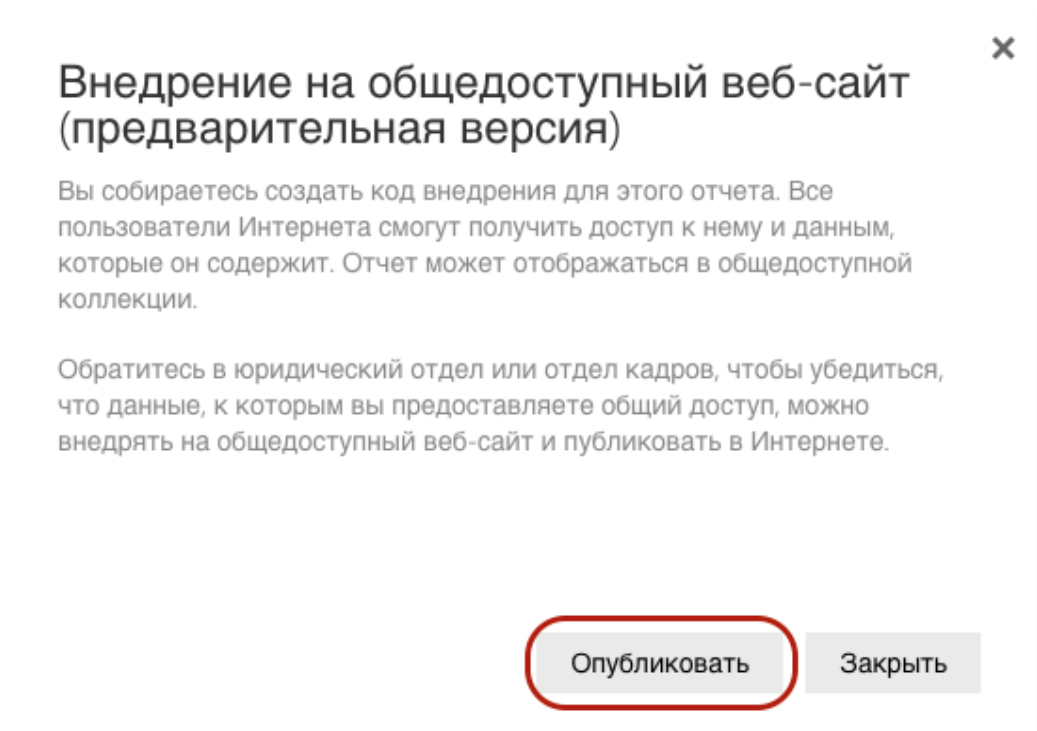 Внедрение на общедоступный веб-сайт
(предварительная версия)
Вы собираетесь создать код внедрения для этого отчета. Все
пользователи Интернета смогут получить доступ к нему и данным,
которые он содержит. Отчет может отображаться в общедоступной
коллекции.
Обратитесь в юридический отдел или отдел кадров, чтобы убедиться,
что данные, к которым вы предоставляете общий доступ, можно
внедрять на общедоступный веб-сайт и публиковать в Интернете.
Опубликовать Закрыть